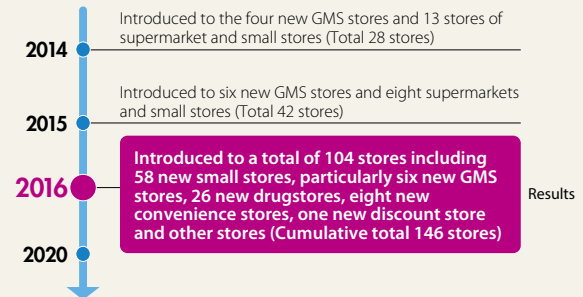 Introduced to the four new GMS stores and 13 stores of
supermarket and small stores (Total 28 stores)
2014
Introduced to six new GMS stores and eight supermarkets
and small stores (Total 42 stores)
2015
Introduced to a total of 104 stores including
58 new small stores, particularly six new GMS
stores, 26 new drugstores, eight new
convenience stores, one new discount store
and other stores (Cumulative total 146 stores)
2016
Results
2020